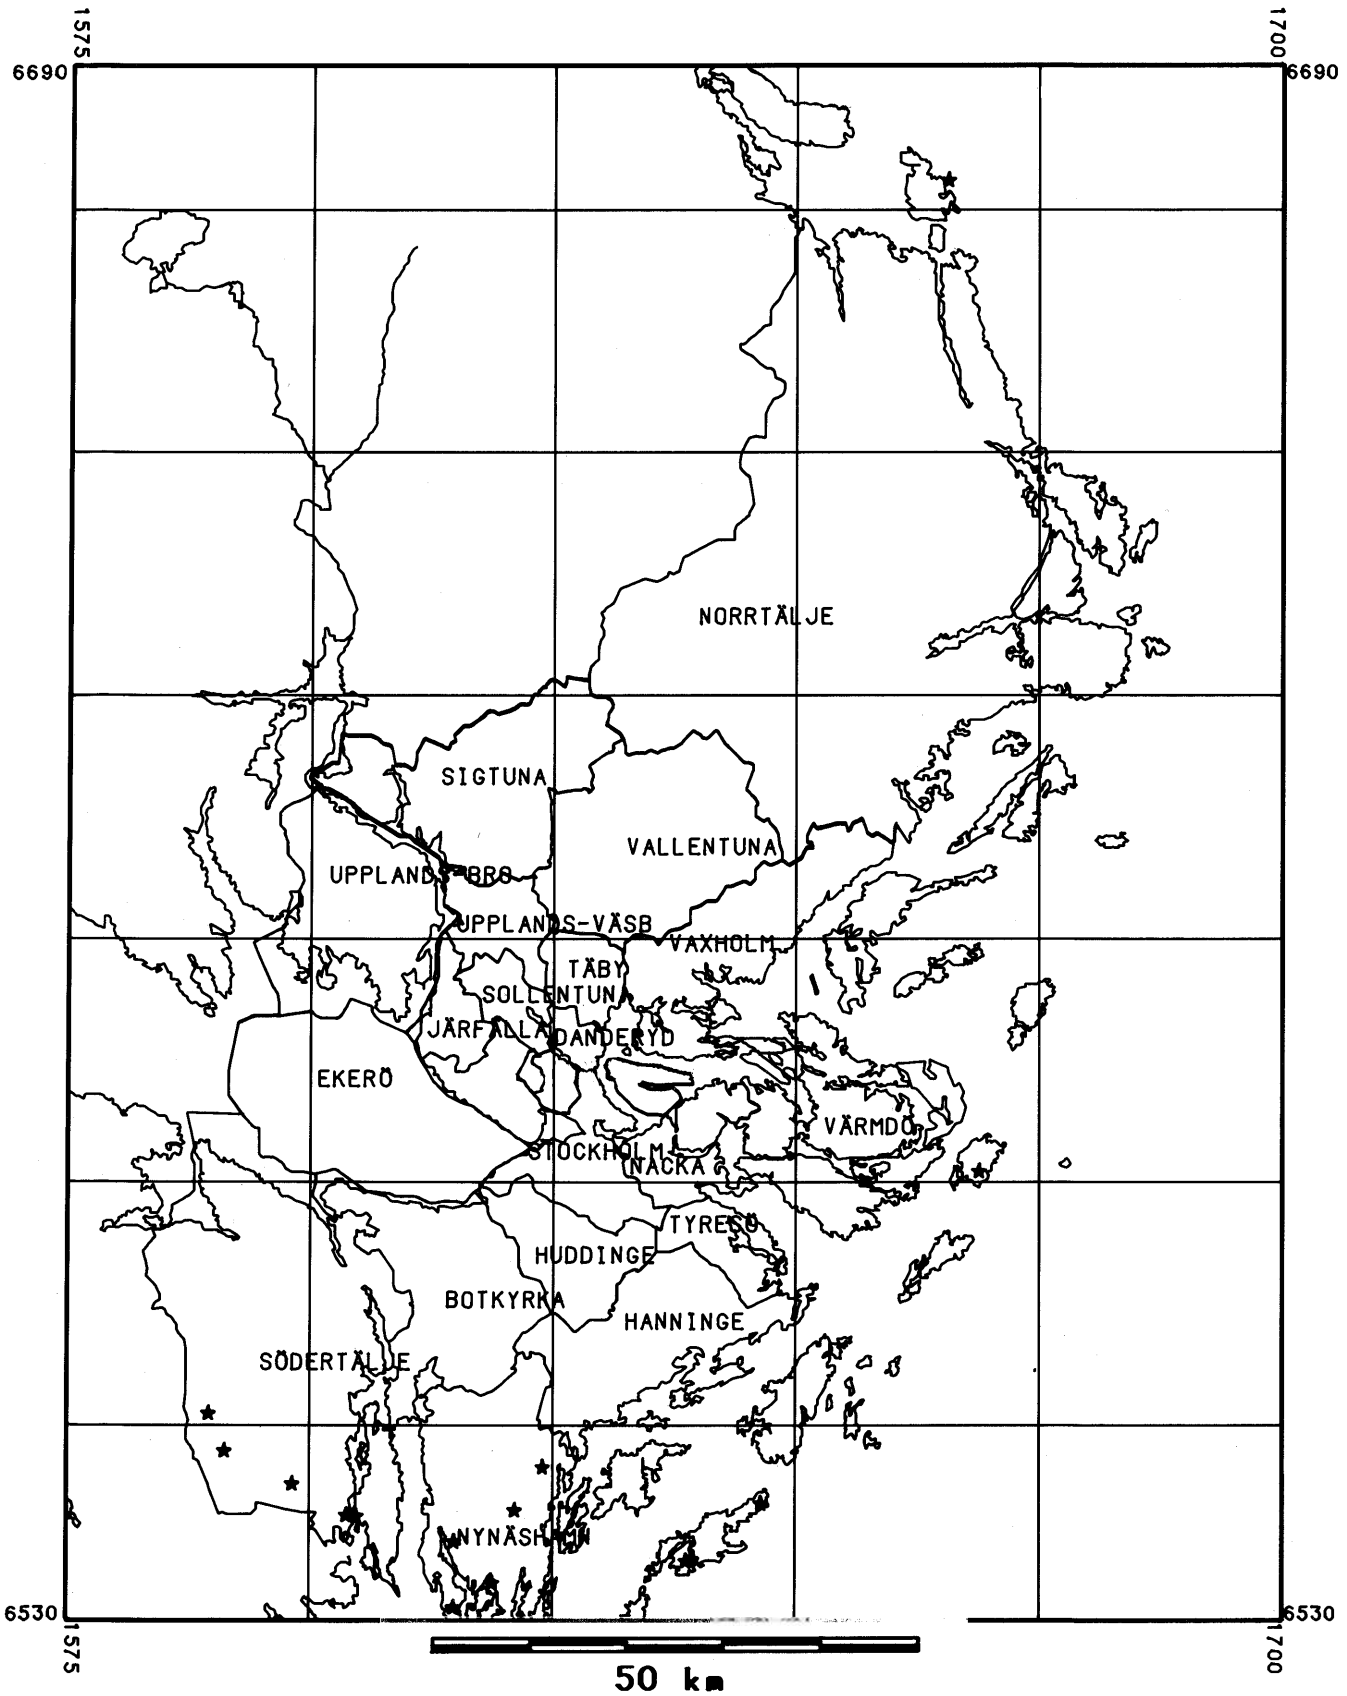 1575
1700
6690
6690
NORRTÄLJE
SIGTUNA
VALLENTUNA
UPPLANDS-BRO
UPPLANDS-VÄSB
VAXHOLM
TÄBY
SOLLENTUNA
JÄRFÄLLA
DANDERYD
EKERÖ
VÄRMDÖ
STOCKHOLM
NACKA
TYRESÖ
HUDDINGE
BOTKYRKA
HANNINGE
SÖDERTÄLJE
NYNÄSHAMN
6530
6530
1575
1700
50 km